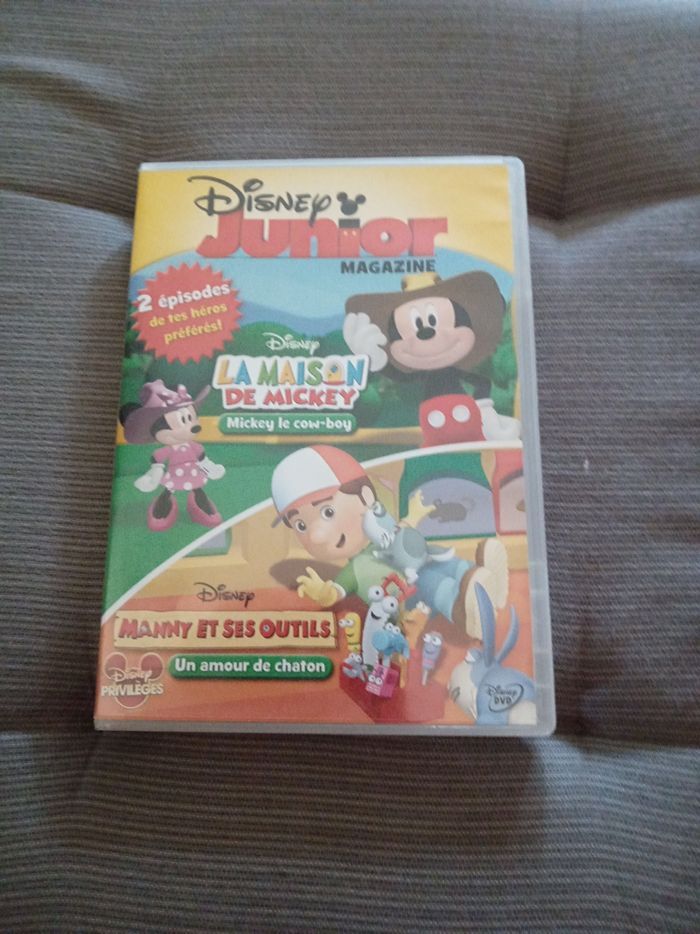 Disney
Junior
MAGAZINE
2 épisodes
de tes héros
préférés!
Disney
LA MAISON
DE MICKEY
Mickey le cow-boy
Disney
MANNY ET SES OUTILS
Un amour de chaton
Disney
PRIVILÈGES
Disney
DVD